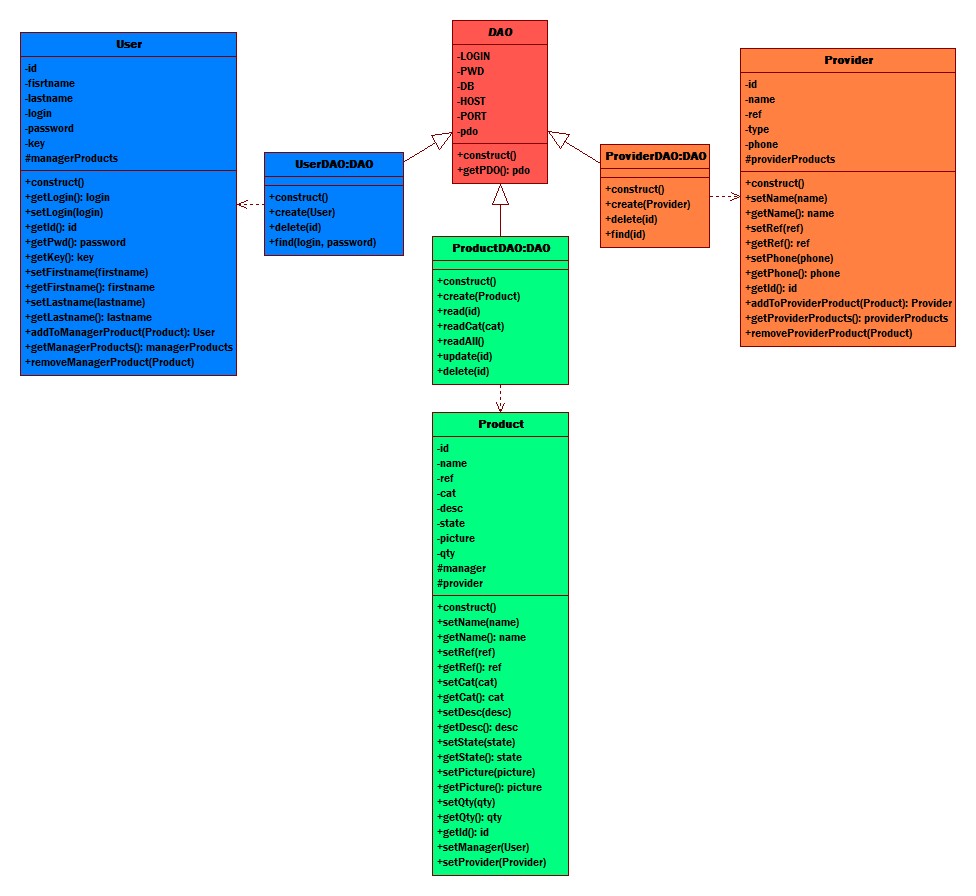 User
-id
-fisrtname
-lastname
-login
-password
-key
#managerProducts
+construct()
+getLogin(): login
+setLogin(login)
+getId(): id
+getPwd(): password
+getKey(): key
+setFirstname(firstname)
+getFirstname(): firstname
+setLastname(lastname)
+getLastname(): lastname
+addToManagerProduct(Product): User
+getManagerProducts(): managerProducts
+removeManagerProduct(Product)
UserDAO:DAO
+construct()
+create(User)
+delete(id)
+find(login, password)
DAO
-LOGIN
-PWD
-DB
-HOST
-PORT
-pdo
+construct()
+getPDO(): pdo
ProviderDAO:DAO
+construct()
+create(Provider)
+delete(id)
+find(id)
Provider
-id
-name
-ref
-type
-phone
#providerProducts
+construct()
+setName(name)
+getName(): name
+setRef(ref)
+getRef(): ref
+setPhone(phone)
+getPhone(): phone
+getId(): id
+addToProviderProduct(Product): Provider
+getProviderProducts(): providerProducts
+removeProviderProduct(Product)
ProductDAO:DAO
+construct()
+create(Product)
+read(id)
+readCat(cat)
+readAll()
+update(id)
+delete(id)
Product
-id
-name
-ref
-cat
-desc
-state
-picture
-qty
#manager
#provider
+construct()
+setName(name)
+getName(): name
+setRef(ref)
+getRef(): ref
+setCat(cat)
+getCat(): cat
+setDesc(desc)
+getDesc(): desc
+setState(state)
+getState(): state
+setPicture(picture)
+getPicture(): picture
+setQty(qty)
+getQty(): qty
+getId(): id
+setManager(User)
+setProvider(Provider)